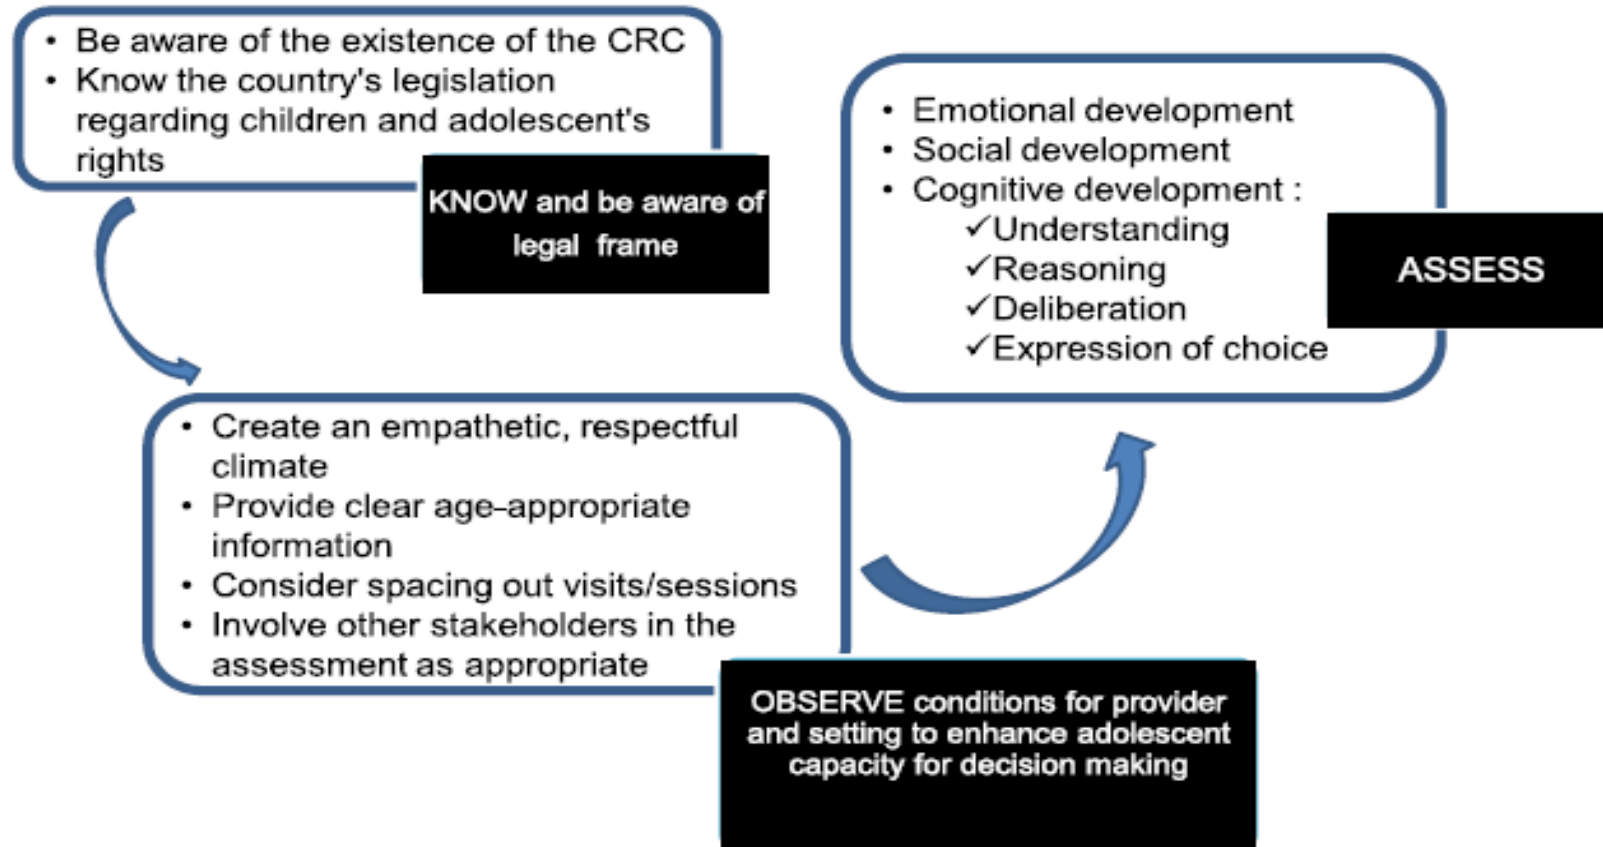 • Be aware of the existence of the CRC
• Know the country's legislation
regarding children and adolescent's
rights
KNOW and be aware of
legal frame
• Create an empathetic, respectful
climate
• Provide clear age-appropriate
information
• Consider spacing out visits/sessions
• Involve other stakeholders in the
assessment as appropriate
OBSERVE conditions for provider
and setting to enhance adolescent
capacity for decision making
• Emotional development
• Social development
• Cognitive development :
✓Understanding
✓Reasoning
✓Deliberation
✓Expression of choice
ASSESS